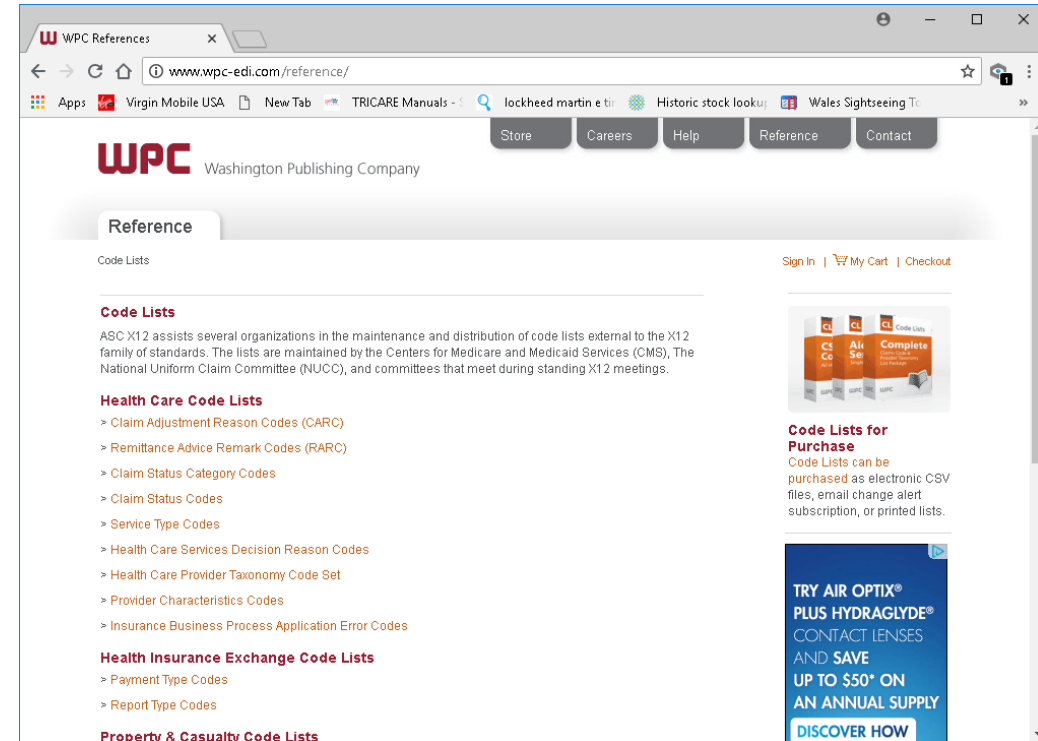 WPC References
www.wpc-edi.com/reference/
Apps Virgin Mobile USA New Tab TRICARE Manuals - lockheed martin e tir Historic stock lookup Wales Sightseeing To »
Store Careers Help Reference Contact
WPC Washington Publishing Company
Reference
Code Lists
Sign In | My Cart | Checkout
Code Lists
ASC X12 assists several organizations in the maintenance and distribution of code lists external to the X12
family of standards. The lists are maintained by the Centers for Medicare and Medicaid Services (CMS), The
National Uniform Claim Committee (NUCC), and committees that meet during standing X12 meetings.
Health Care Code Lists
> Claim Adjustment Reason Codes (CARC)
> Remittance Advice Remark Codes (RARC)
> Claim Status Category Codes
> Claim Status Codes
> Service Type Codes
> Health Care Services Decision Reason Codes
> Health Care Provider Taxonomy Code Set
> Provider Characteristics Codes
> Insurance Business Process Application Error Codes
Health Insurance Exchange Code Lists
> Payment Type Codes
> Report Type Codes
Property & Casualty Code Lists
CL CL CL Code Lists
Complete
Code Lists for
Purchase
Code Lists can be
purchased as electronic CSV
files, email change alert
subscription, or printed lists.
TRY AIR OPTIX®
PLUS HYDRAGLYDE®
CONTACT LENSES
AND SAVE
UP TO $50* ON
AN ANNUAL SUPPLY
DISCOVER HOW